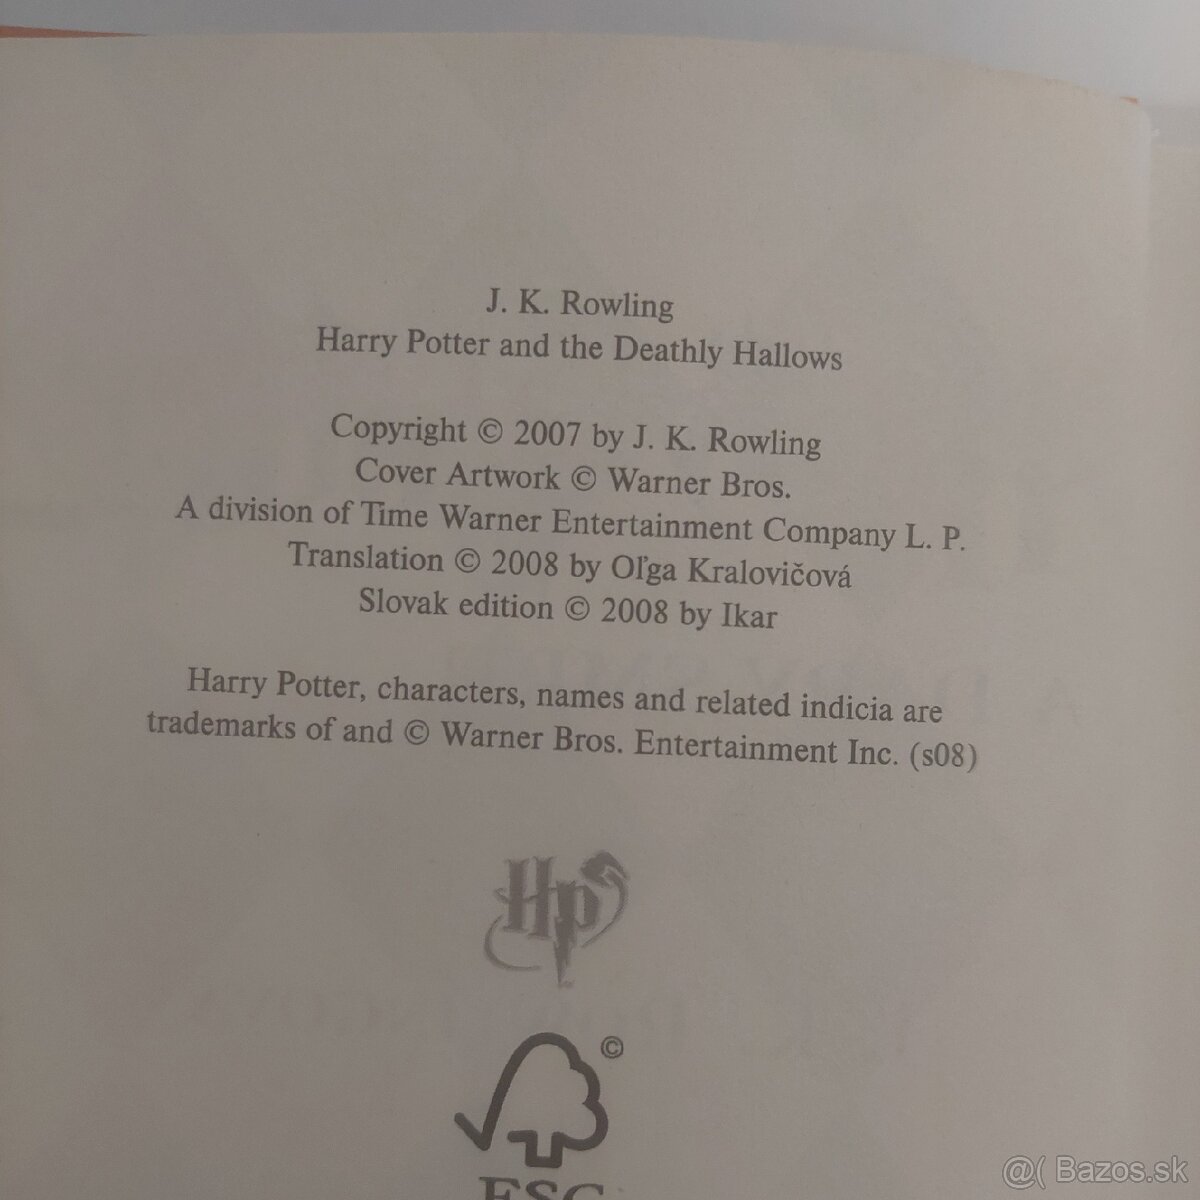 J. K. Rowling
Harry Potter and the Deathly Hallows
Copyright © 2007 by J. K. Rowling
Cover Artwork © Warner Bros.
A division of Time Warner Entertainment Company L. P.
Translation © 2008 by Oľga Kralovičová
Slovak edition © 2008 by Ikar
Harry Potter, characters, names and related indicia are
trademarks of and © Warner Bros. Entertainment Inc. (s08)
HP
©
FSC
@( Bazos.sk